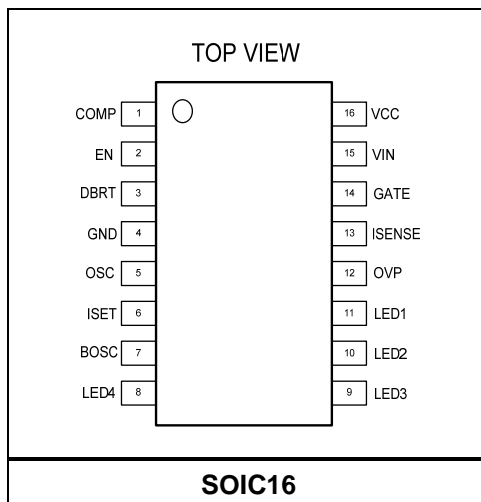 TOP VIEW
COMP 1 16 VCC
EN 2 15 VIN
DBRT 3 14 GATE
GND 4 13 ISENSE
OSC 5 12 OVP
ISET 6 11 LED1
BOSC 7 10 LED2
LED4 8 9 LED3
SOIC16